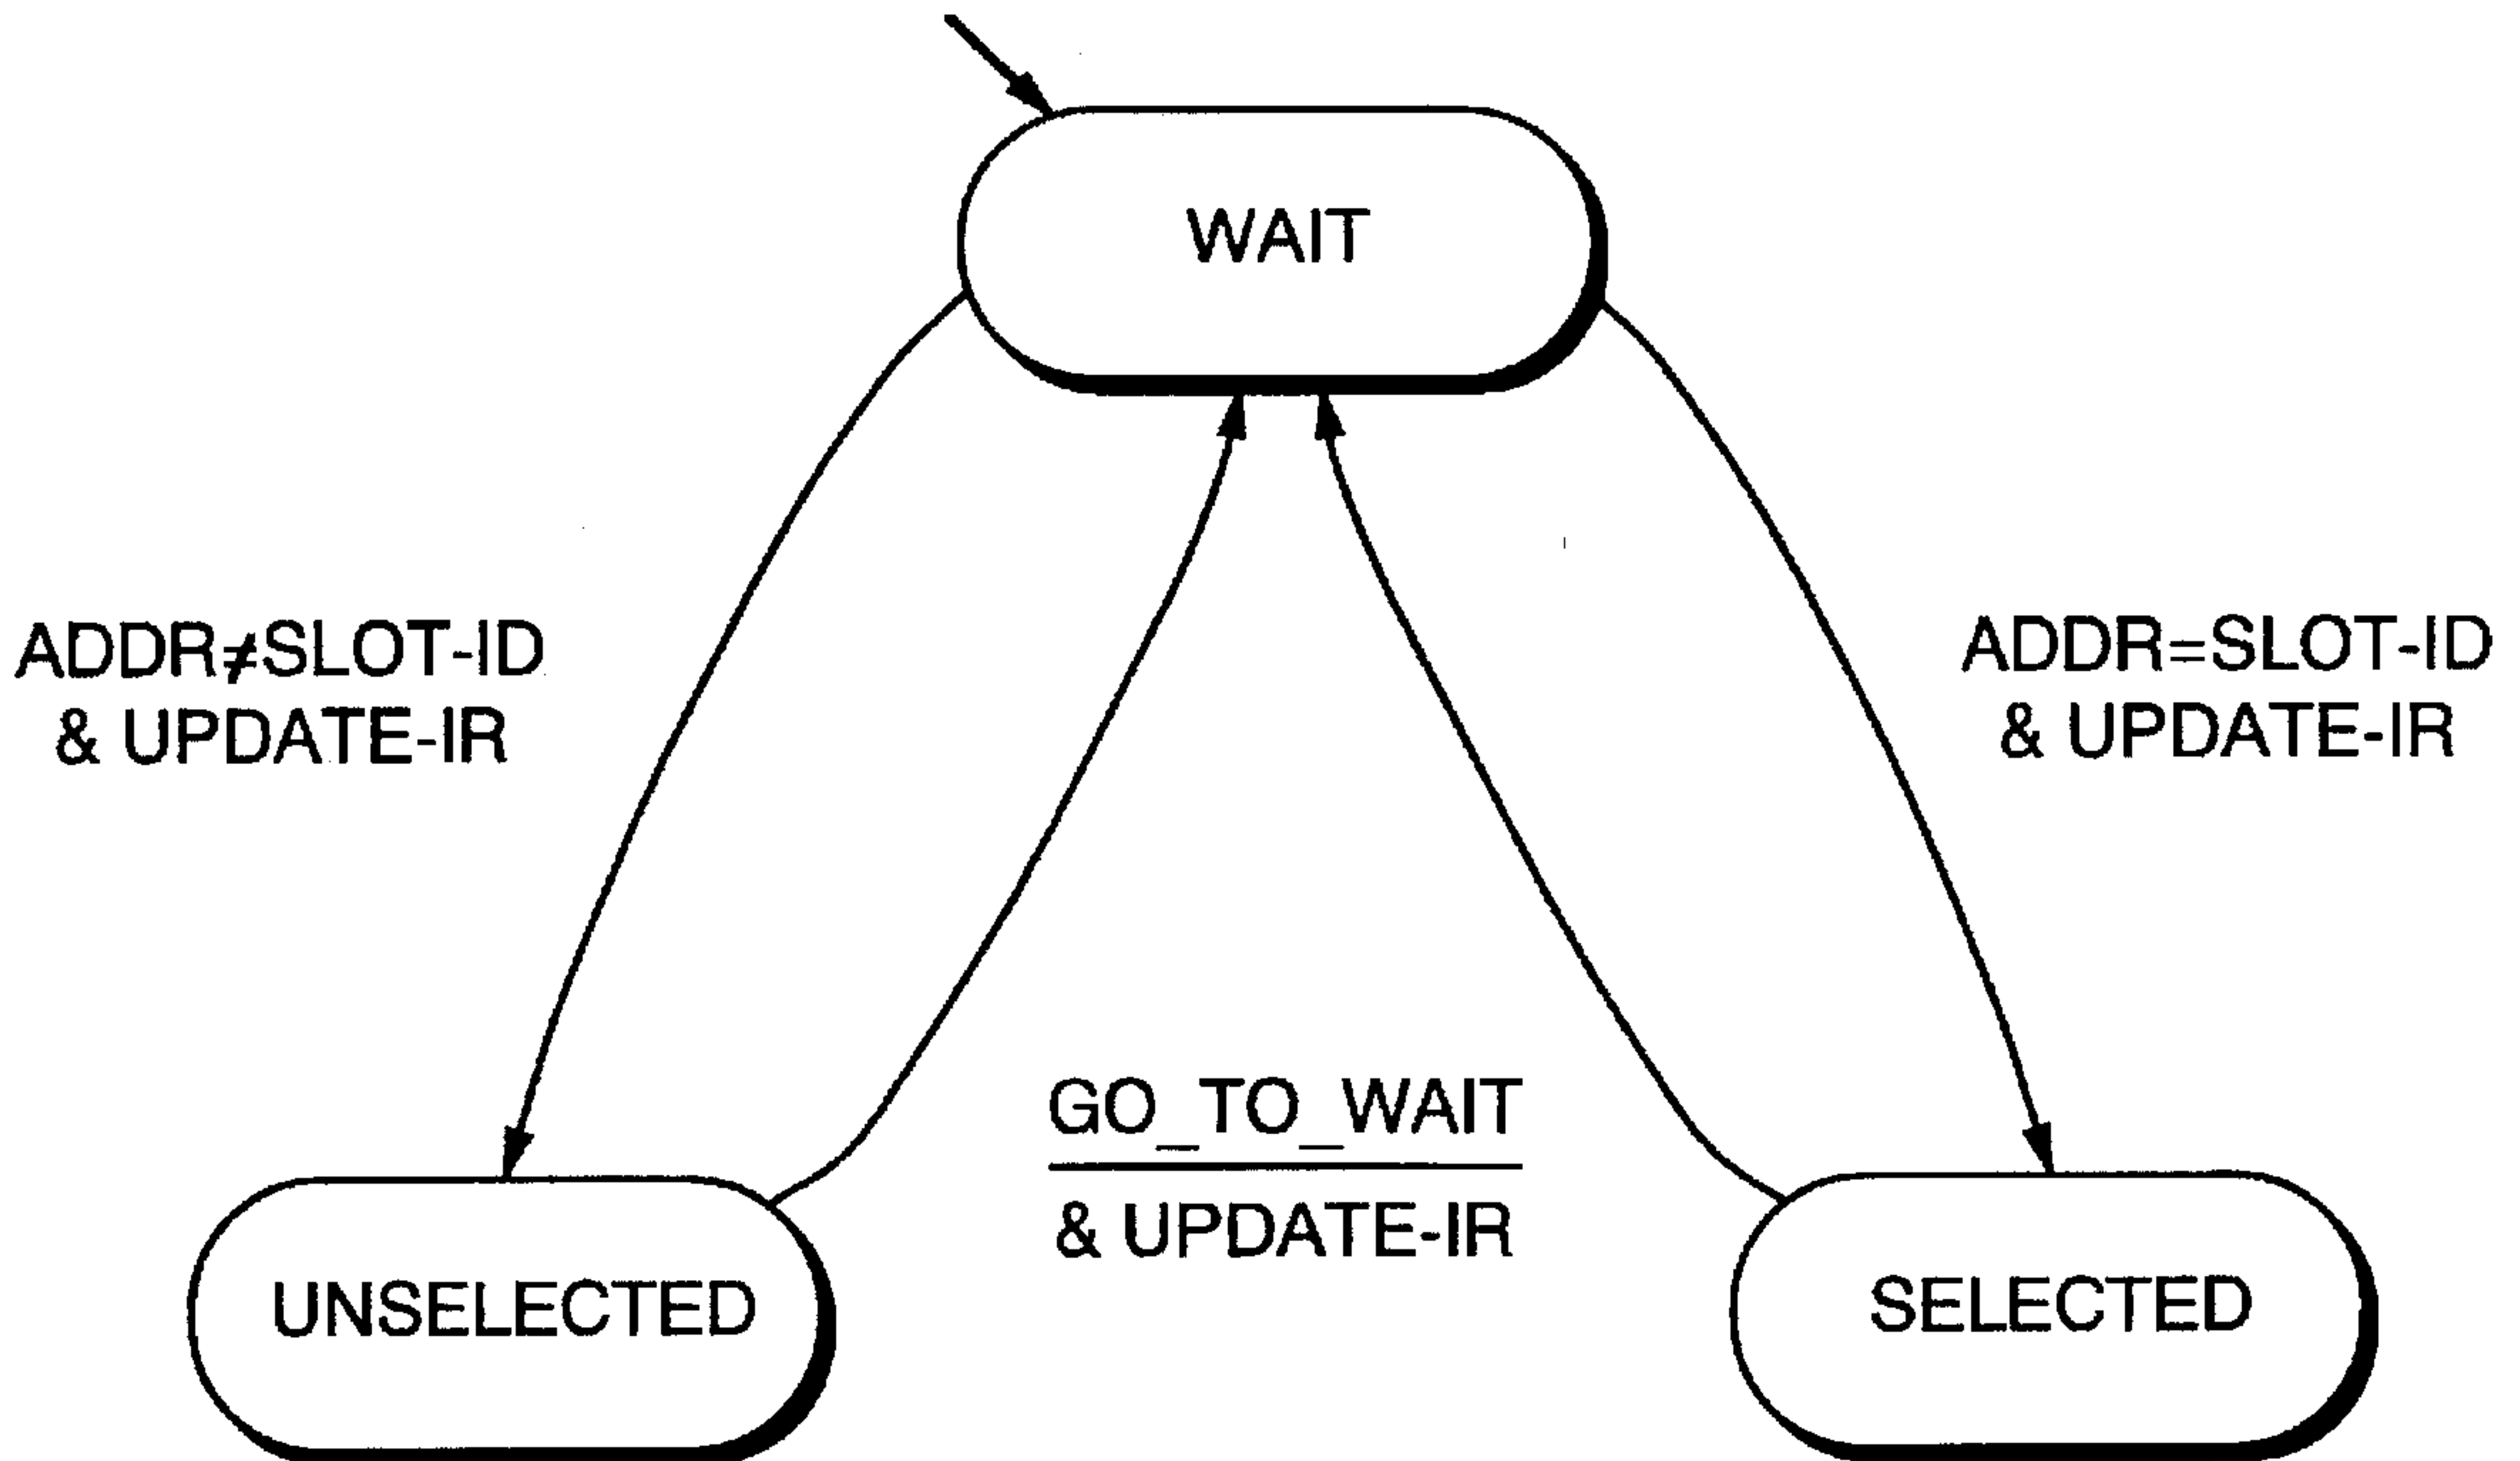 WAIT
ADDR≠SLOT-ID
& UPDATE-IR
ADDR=SLOT-ID
& UPDATE-IR
GO_TO_WAIT
& UPDATE-IR
UNSELECTED
SELECTED